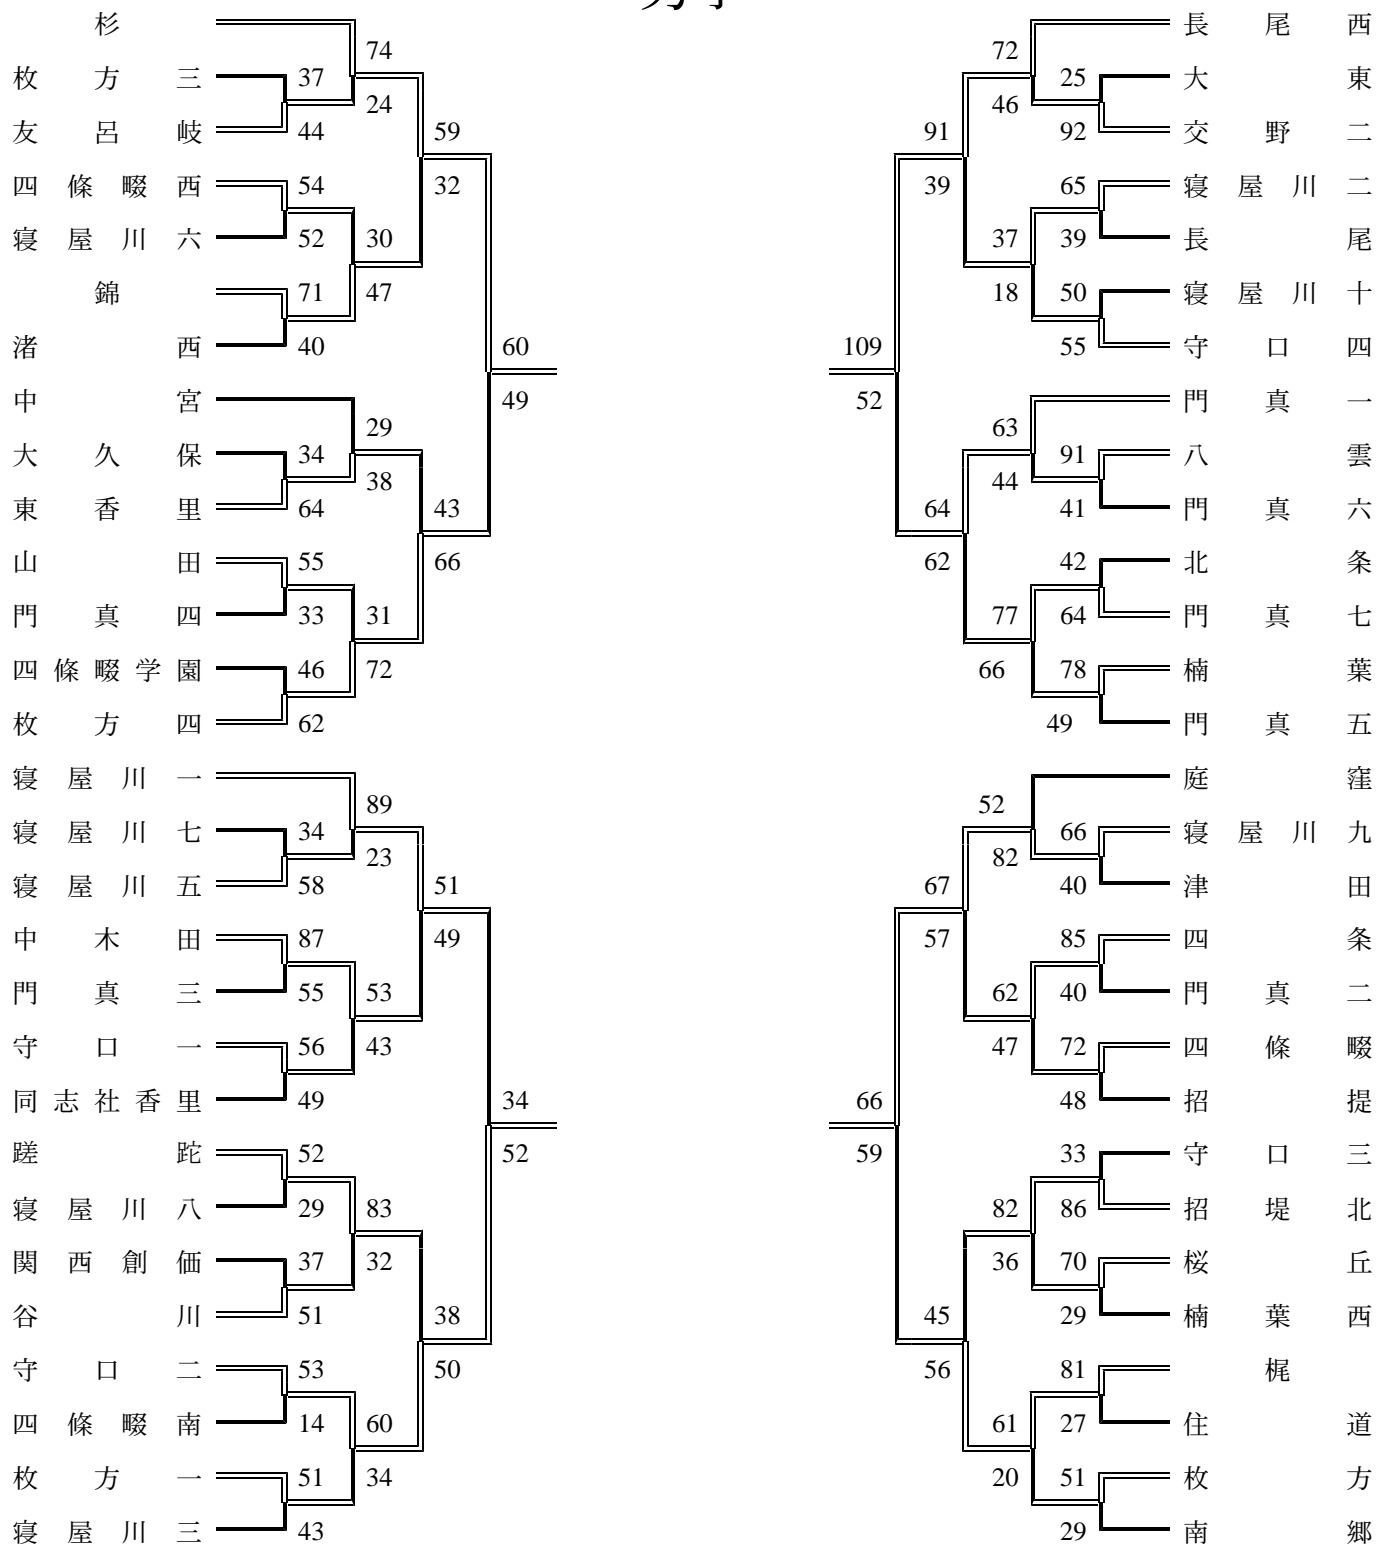 杉
74
枚方三 37
24
友呂岐 44
59
四條畷西 54
32
寝屋川六 52
30
錦 71
47
渚西 40
60
中宮
49
29
大久保 34
38
東香里 64
43
山田 55
66
門真四 33
31
四條畷学園 46
72
枚方四 62
寝屋川一
89
寝屋川七 34
23
寝屋川五 58
51
中木田 87
49
門真三 55
53
守口一 56
43
同志社香里 49
34
蹉跎 52
52
寝屋川八 29
83
関西創価 37
32
谷川 51
38
守口二 53
50
四條畷南 14
60
枚方一 51
34
寝屋川三 43
長尾西
72
25 大東
46
92 交野二
91
65 寝屋川二
39
39 長尾
37
50 寝屋川十
18
55 守口四
109
門真一
52
63
91 八雲
44
41 門真六
64
42 北条
62
64 門真七
77
78 楠葉
66
49 門真五
庭窪
52
66 寝屋川九
82
40 津田
67
85 四条
57
40 門真二
62
72 四條畷
47
48 招提
66
33 守口三
59
86 招堤北
82
70 桜丘
36
29 楠葉西
45
81 梶
56
27 住道
61
51 枚方
20
29 南郷